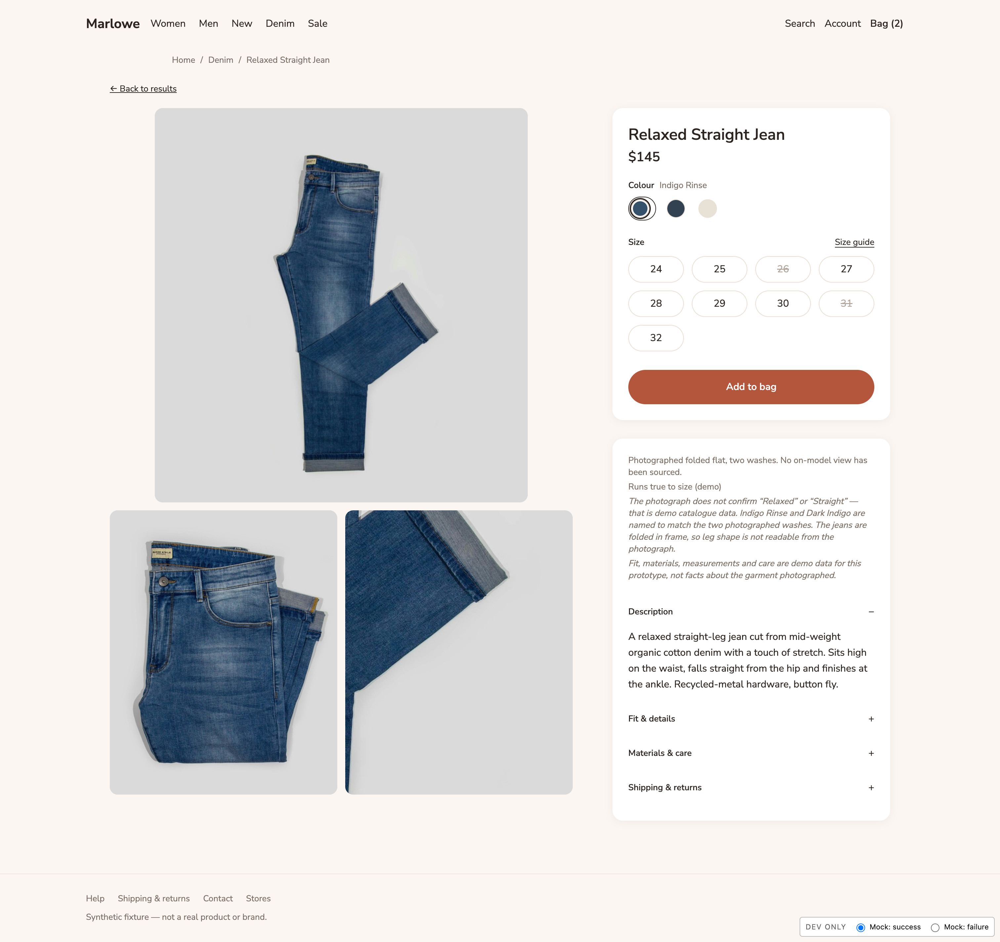 Marlowe Women Men New Denim Sale Search Account Bag (2)
Home / Denim / Relaxed Straight Jean
← Back to results
Relaxed Straight Jean
$145
Colour Indigo Rinse
Size Size guide
24 25 26 27
28 29 30 31
32
Add to bag
Photographed folded flat, two washes. No on-model view has
been sourced.
Runs true to size (demo)
The photograph does not confirm “Relaxed” or “Straight” —
that is demo catalogue data. Indigo Rinse and Dark Indigo are
named to match the two photographed washes. The jeans are
folded in frame, so leg shape is not readable from the
photograph.
Fit, materials, measurements and care are demo data for this
prototype, not facts about the garment photographed.
Description −
A relaxed straight-leg jean cut from mid-weight
organic cotton denim with a touch of stretch. Sits high
on the waist, falls straight from the hip and finishes at
the ankle. Recycled-metal hardware, button fly.
Fit & details +
Materials & care +
Shipping & returns +
Help Shipping & returns Contact Stores
Synthetic fixture — not a real product or brand.
DEV ONLY Mock: success Mock: failure